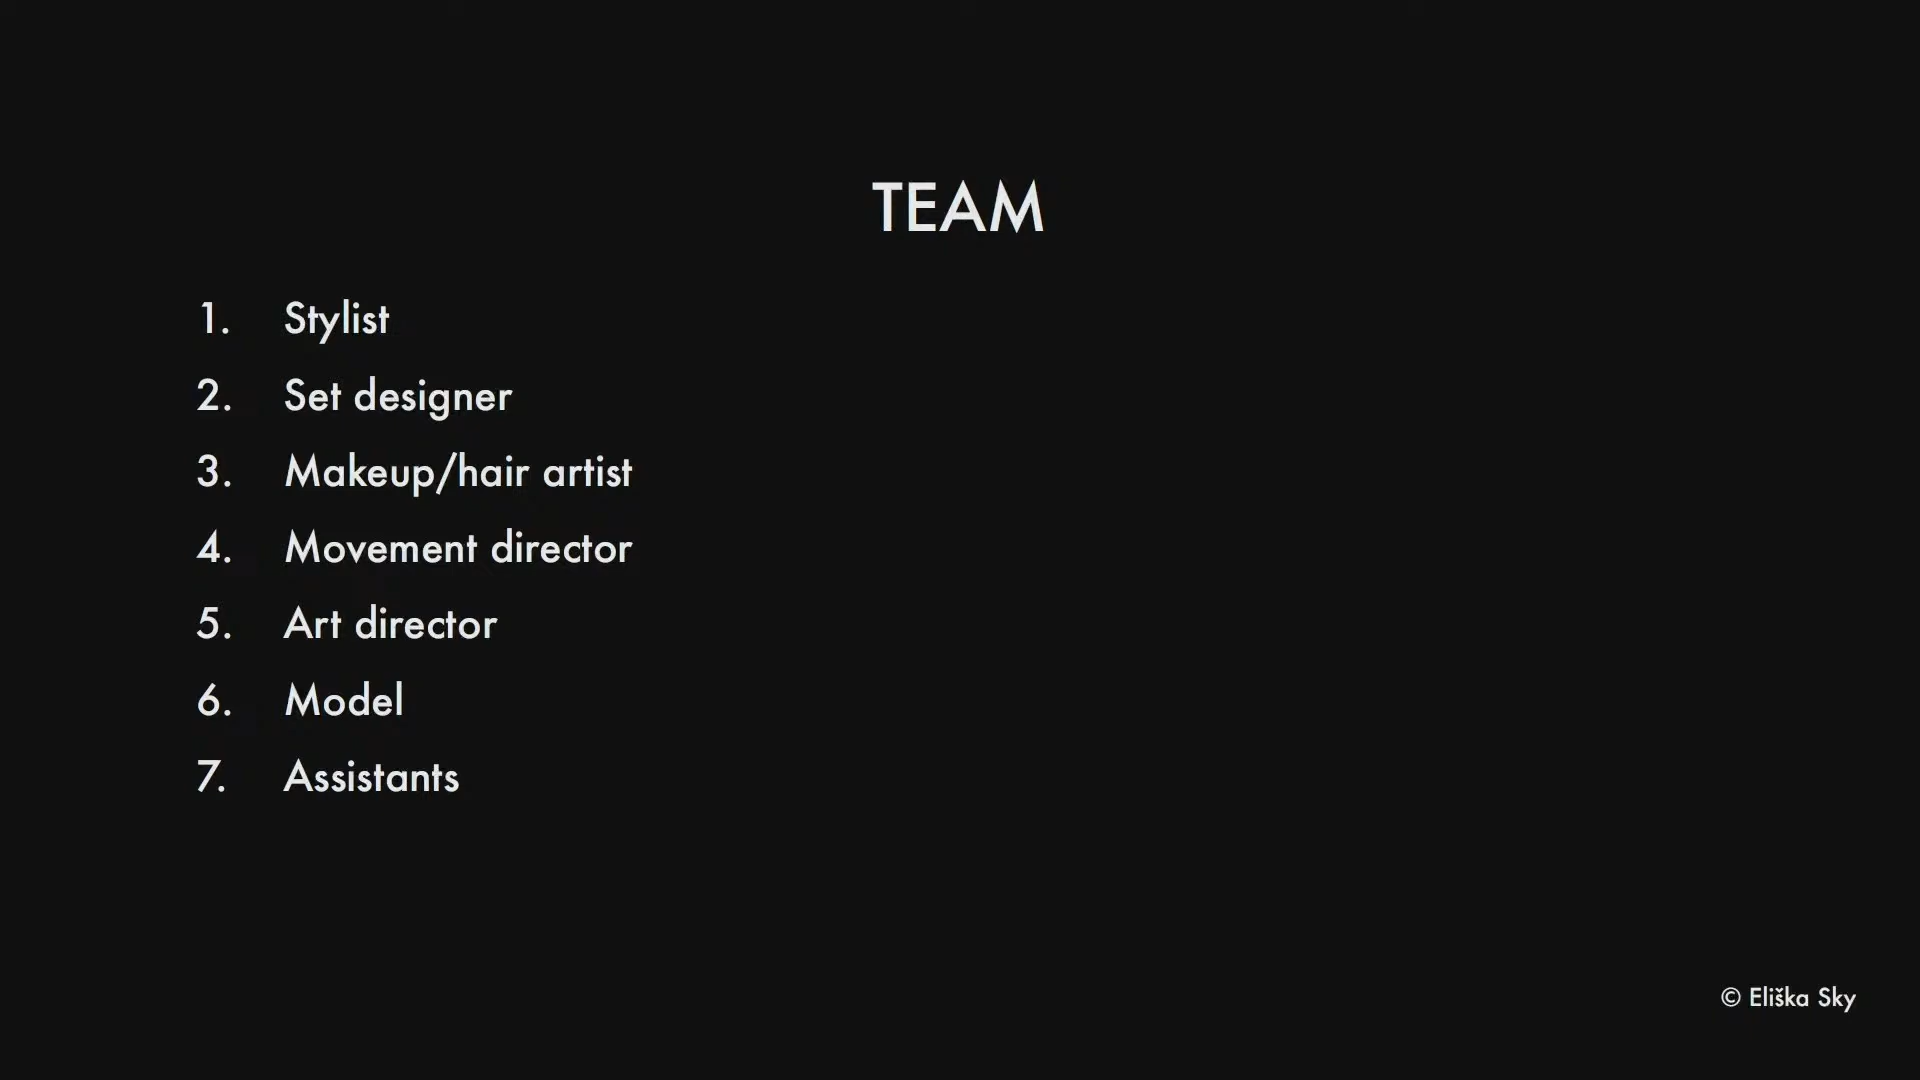 TEAM
1. Stylist
2. Set designer
3. Makeup/hair artist
4. Movement director
5. Art director
6. Model
7. Assistants
© Eliška Sky